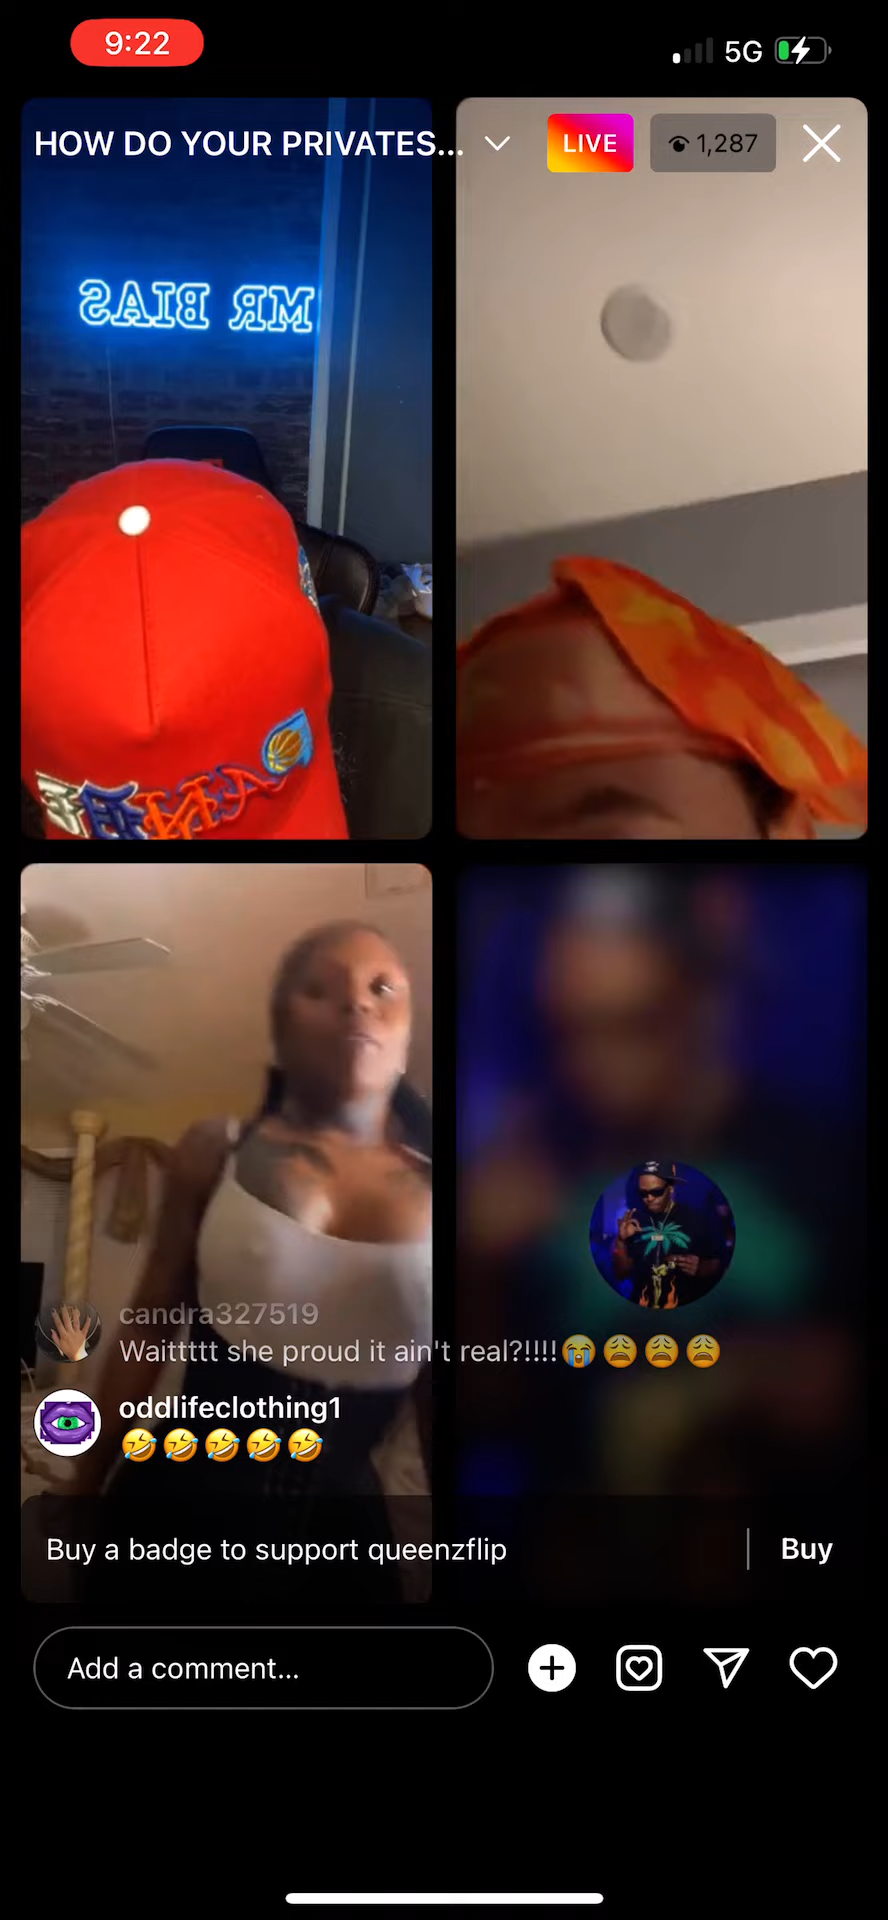 9:22
5G
HOW DO YOUR PRIVATES...
LIVE
1,287
MR BIAS
candra327519
Waittttt she proud it ain't real?!!!!😭😩😩😩
oddlifeclothing1
🤣🤣🤣🤣🤣
Buy a badge to support queenzflip
Buy
Add a comment...